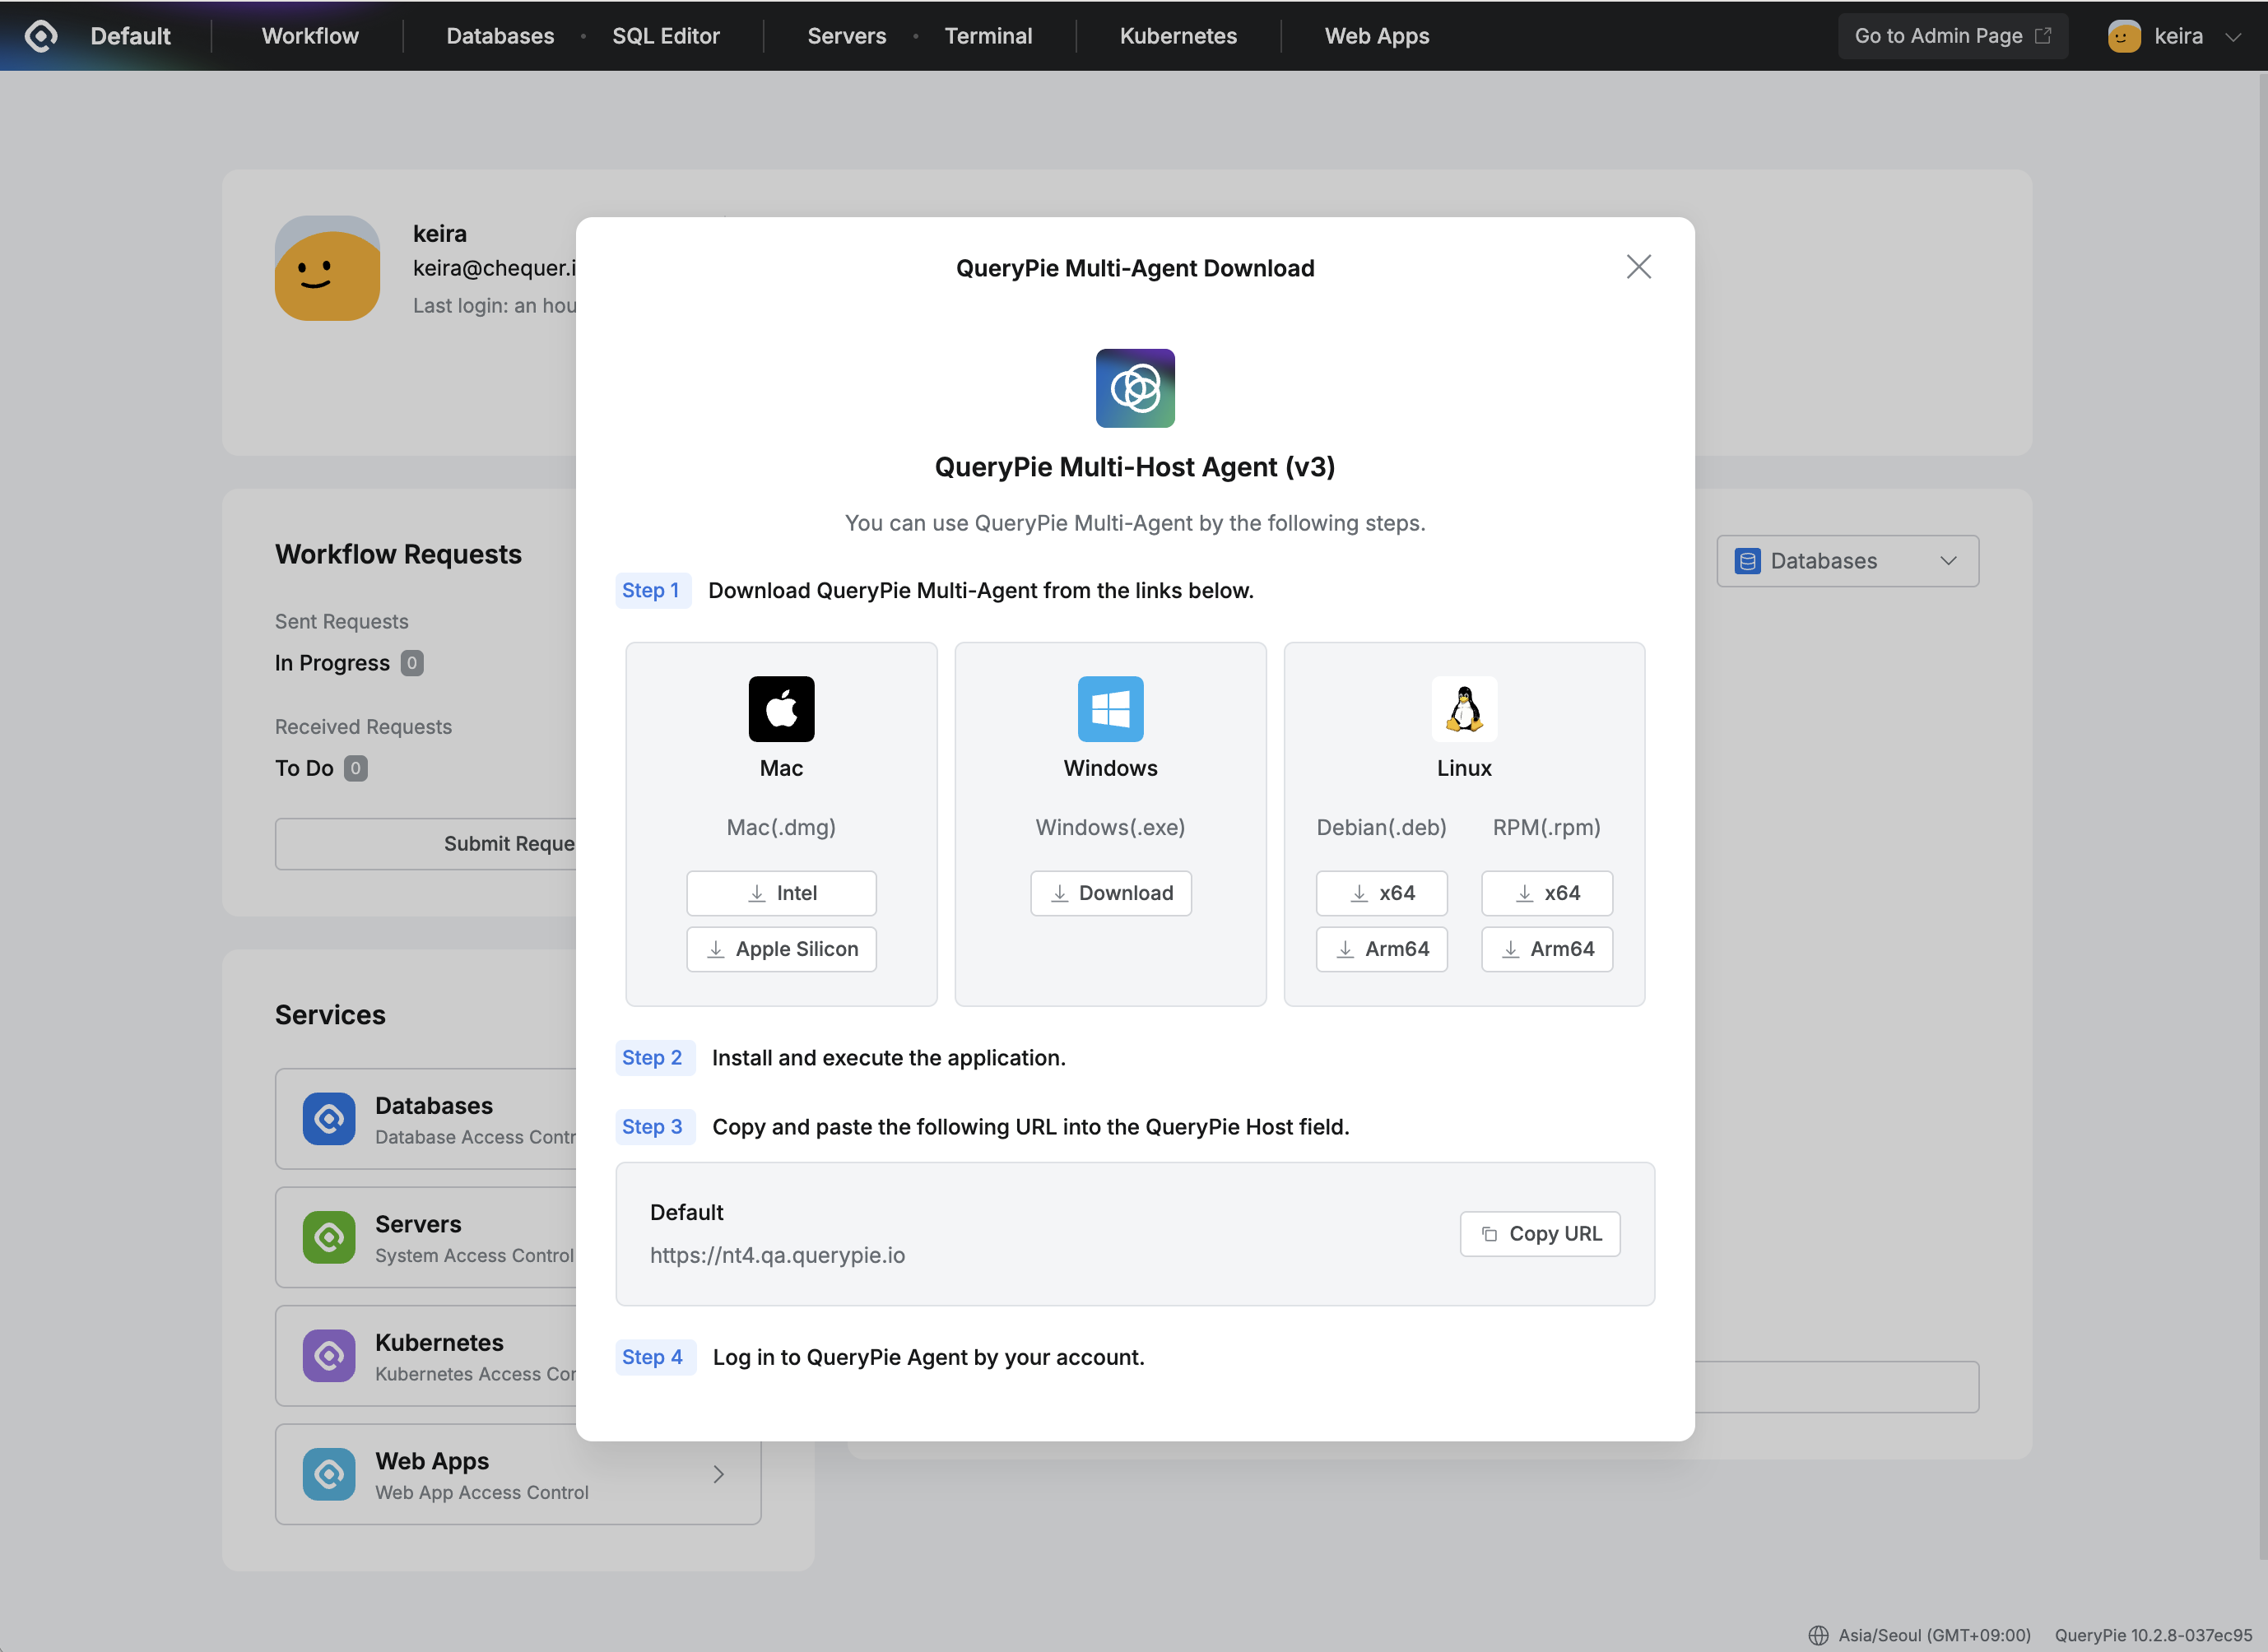 Default
Workflow
Databases
SQL Editor
Servers
Terminal
Kubernetes
Web Apps
Go to Admin Page
keira
keira
keira@chequer.i
Last login: an hou
Workflow Requests
Sent Requests
In Progress 0
Received Requests
To Do 0
Submit Reque
Services
Databases
Database Access Contr
Servers
System Access Control
Kubernetes
Kubernetes Access Cor
Web Apps
Web App Access Control
Databases
QueryPie Multi-Agent Download
QueryPie Multi-Host Agent (v3)
You can use QueryPie Multi-Agent by the following steps.
Step 1 Download QueryPie Multi-Agent from the links below.
Mac
Mac(.dmg)
Intel
Apple Silicon
Windows
Windows(.exe)
Download
Linux
Debian(.deb)
x64
Arm64
RPM(.rpm)
x64
Arm64
Step 2 Install and execute the application.
Step 3 Copy and paste the following URL into the QueryPie Host field.
Default
https://nt4.qa.querypie.io
Copy URL
Step 4 Log in to QueryPie Agent by your account.
Asia/Seoul (GMT+09:00)
QueryPie 10.2.8-037ec95